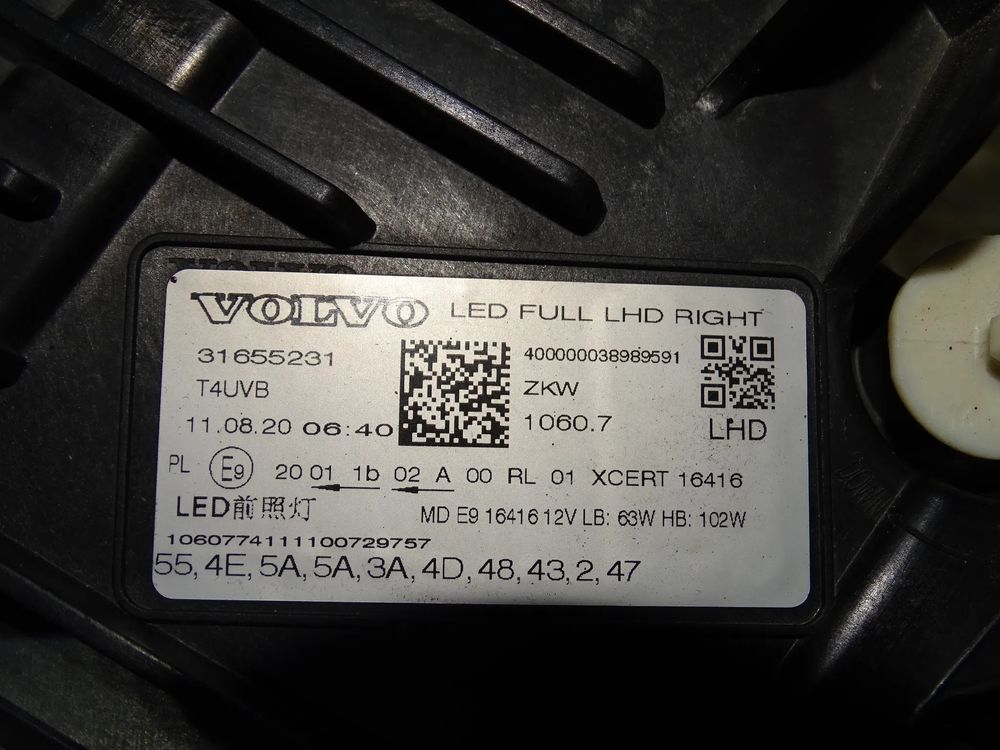 VOLVO LED FULL LHD RIGHT
31655231
T4UVB
11.08.20 06:40
400000038989591
ZKW
1060.7
LHD
PL E9 20 01 1b 02 A 00 RL 01 XCERT 16416
LED前照灯
MD E9 16416 12V LB: 63W HB: 102W
1060774111100729757
55, 4E, 5A, 5A, 3A, 4D, 48, 43, 2, 47